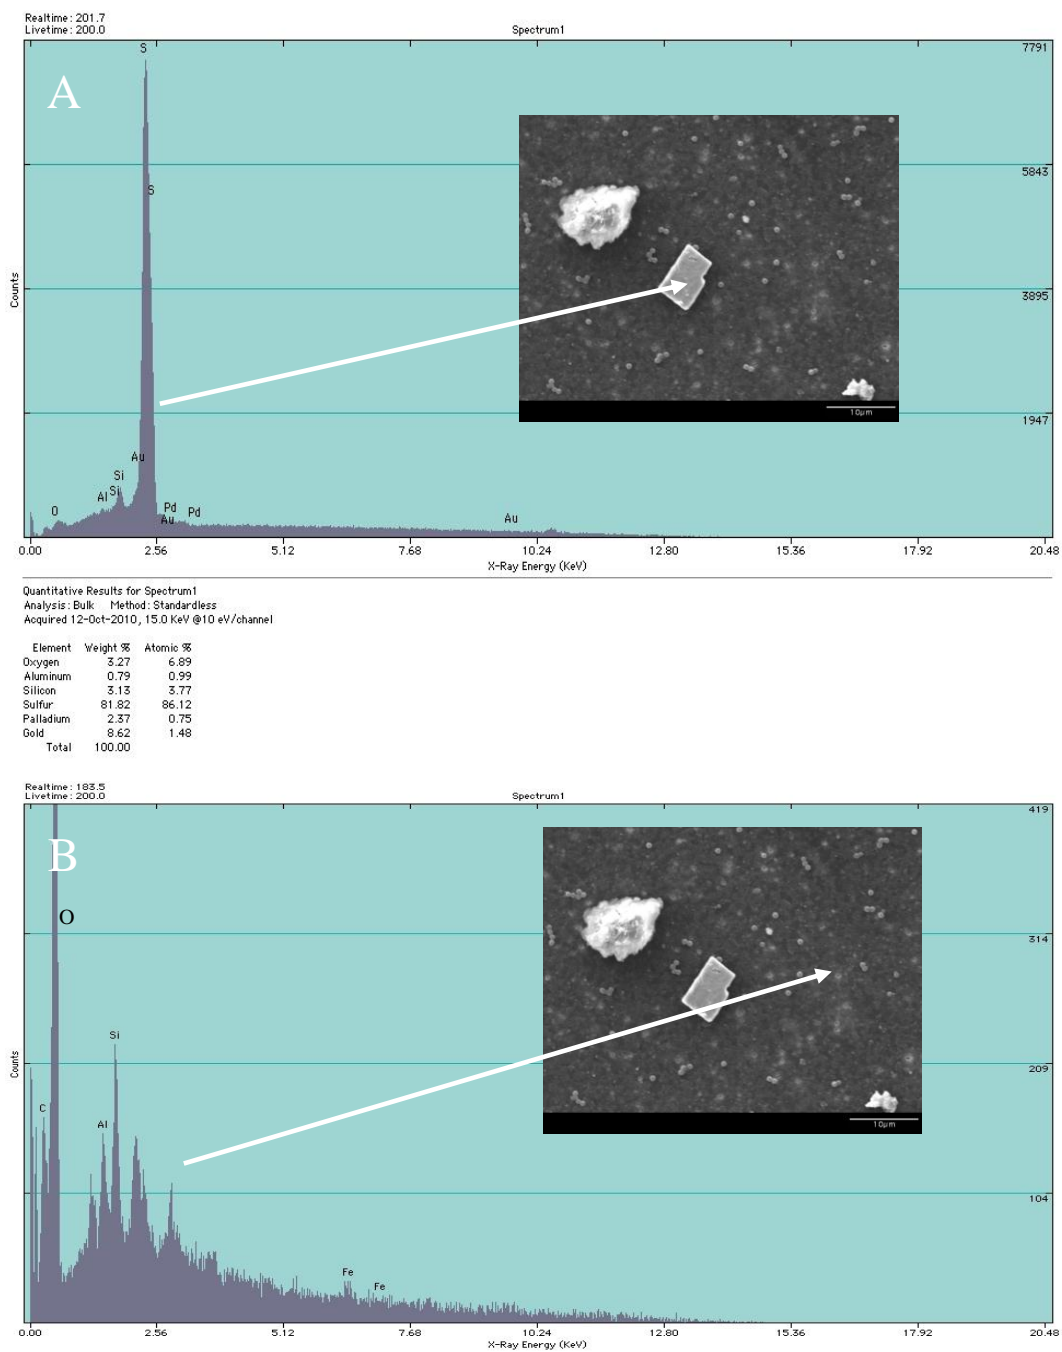 Realtime : 201.7
Livetime : 200.0
Spectrum1
A
S
S
Au
Si
Si
Al
O
Pd
Au
Pd
Au
7791
5843
3895
1947
10µm
Counts
0.00 2.56 5.12 7.68 10.24 12.80 15.36 17.92 20.48
X-Ray Energy (KeV)
Quantitative Results for Spectrum1
Analysis : Bulk Method : Standardless
Acquired 12-Oct-2010, 15.0 KeV @10 eV/channel
Element Weight % Atomic %
Oxygen 3.27 6.89
Aluminum 0.79 0.99
Silicon 3.13 3.77
Sulfur 81.82 86.12
Palladium 2.37 0.75
Gold 8.62 1.48
Total 100.00
Realtime : 183.5
Livetime : 200.0
Spectrum1
B
O
Si
C
Al
Fe
Fe
419
314
209
104
10µm
Counts
0.00 2.56 5.12 7.68 10.24 12.80 15.36 17.92 20.48
X-Ray Energy (KeV)